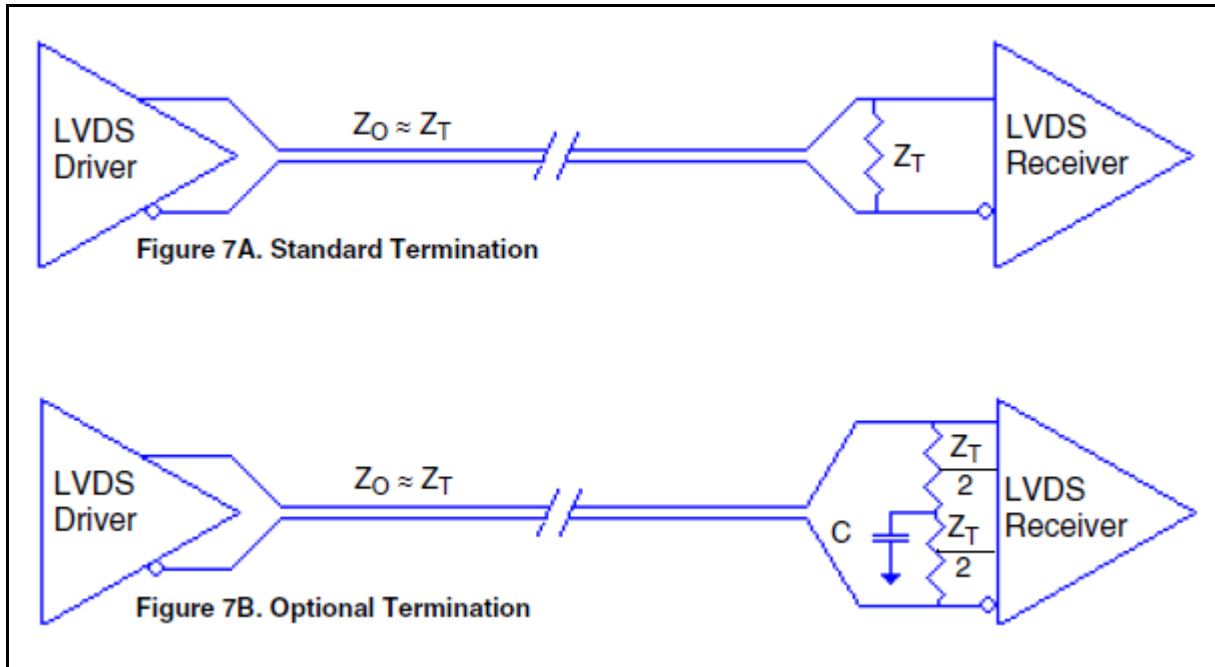 LVDS
Driver
Z_O ≈ Z_T
Z_T
LVDS
Receiver
Figure 7A. Standard Termination
LVDS
Driver
Z_O ≈ Z_T
C
Z_T
2
Z_T
2
LVDS
Receiver
Figure 7B. Optional Termination